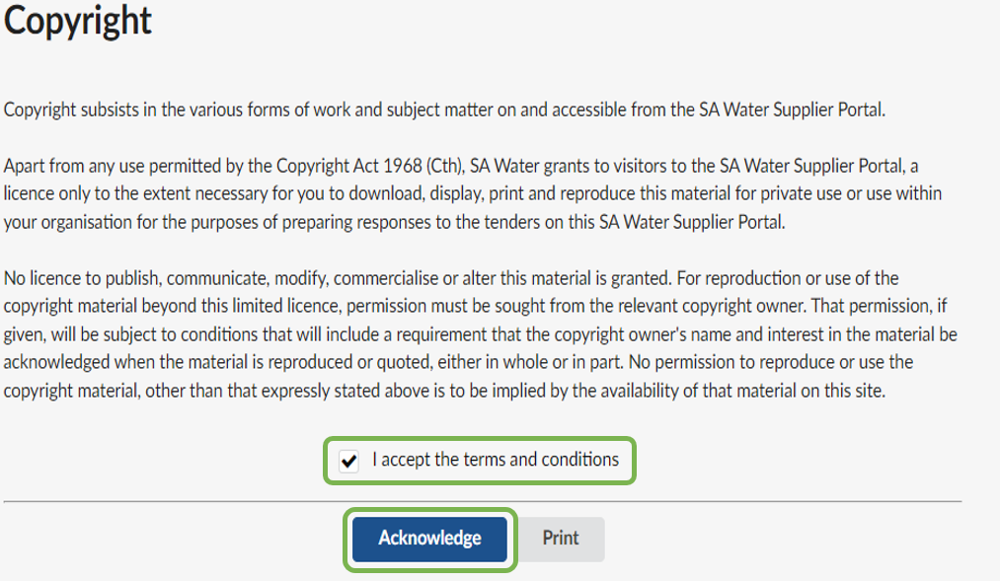 Copyright
Copyright subsists in the various forms of work and subject matter on and accessible from the SA Water Supplier Portal.
Apart from any use permitted by the Copyright Act 1968 (Cth), SA Water grants to visitors to the SA Water Supplier Portal, a
licence only to the extent necessary for you to download, display, print and reproduce this material for private use or use within
your organisation for the purposes of preparing responses to the tenders on this SA Water Supplier Portal.
No licence to publish, communicate, modify, commercialise or alter this material is granted. For reproduction or use of the
copyright material beyond this limited licence, permission must be sought from the relevant copyright owner. That permission, if
given, will be subject to conditions that will include a requirement that the copyright owner's name and interest in the material be
acknowledged when the material is reproduced or quoted, either in whole or in part. No permission to reproduce or use the
copyright material, other than that expressly stated above is to be implied by the availability of that material on this site.
I accept the terms and conditions
Acknowledge Print